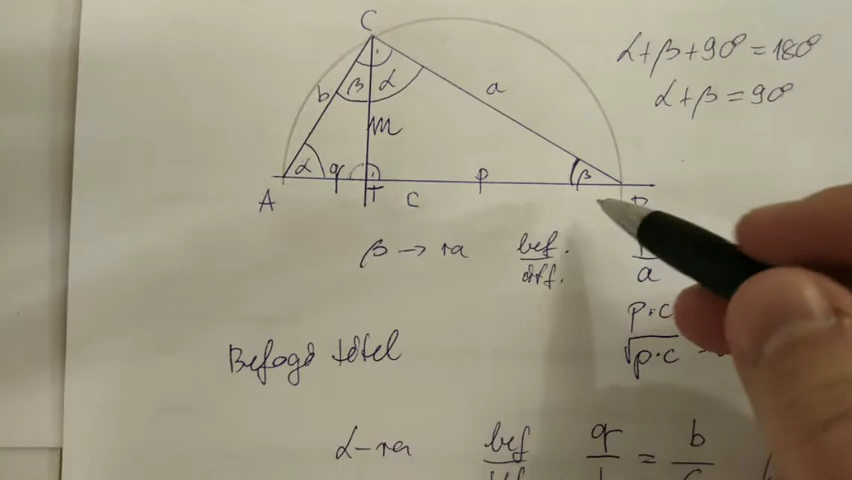 C
α+β+90°=180°
α+β=90°
b β α a
m
α q p β
A T c
β → ra bef. a
átf.
p·c
Befogó tétel √p·c
α-ra bef q = b